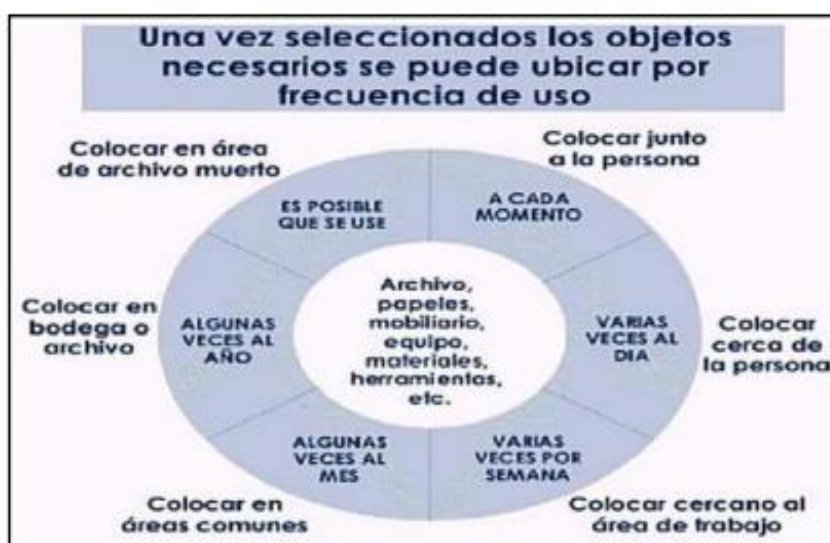 Una vez seleccionados los objetos
necesarios se puede ubicar por
frecuencia de uso
Colocar junto
a la persona
A CADA
MOMENTO
Colocar
cerca de
la persona
VARIAS
VECES AL
DIA
Colocar cercano al
área de trabajo
VARIAS
VECES POR
SEMANA
Colocar en
áreas comunes
ALGUNAS
VECES AL
MES
Colocar en
bodega o
archivo
ALGUNAS
VECES AL
AÑO
Colocar en área
de archivo muerto
ES POSIBLE
QUE SE USE
Archivo,
papeles,
mobiliario,
equipo,
materiales,
herramientos,
etc.